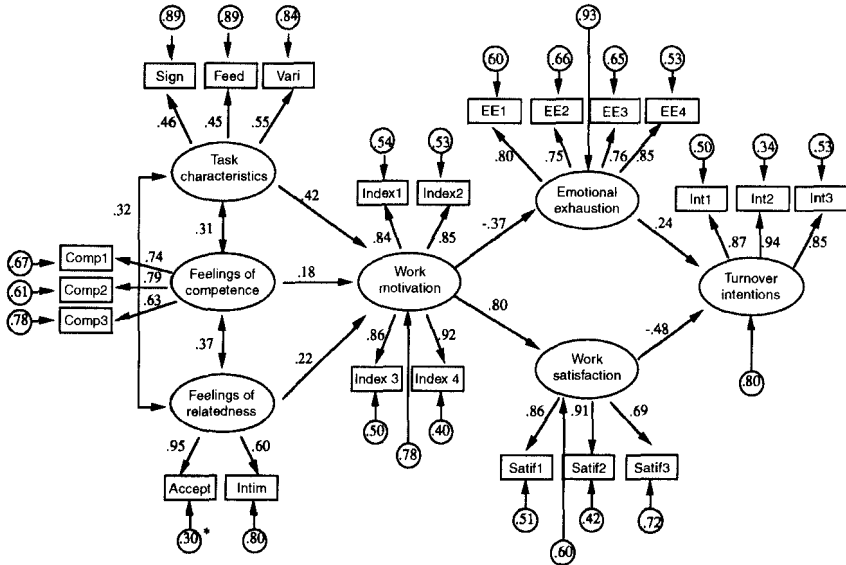 .89 .89 .84 .93
Sign Feed Vari
.60 .66 .65 .53
EE1 EE2 EE3 EE4
.46 .45 .55
.80 .75 .76 .85
.54 .53
.50 .34 .53
Task
characteristics
Index1 Index2
Emotional
exhaustion
Int1 Int2 Int3
.32 .42
.31
.84 .85
-.37 .24
.87 .94 .85
.67 Comp1 .74
.61 Comp2 .79
.78 Comp3 .63
Feelings of
competence
.18
Work
motivation
Turnover
intentions
.80
.37 .22
.86 .92
-.48
Feelings of
relatedness
Index 3 Index 4
Work
satisfaction
.80
.95 .60
.50 .78 .40
.86 .91 .69
Accept Intim
Satif1 Satif2 Satif3
.30 * .80
.51 .60 .42 .72